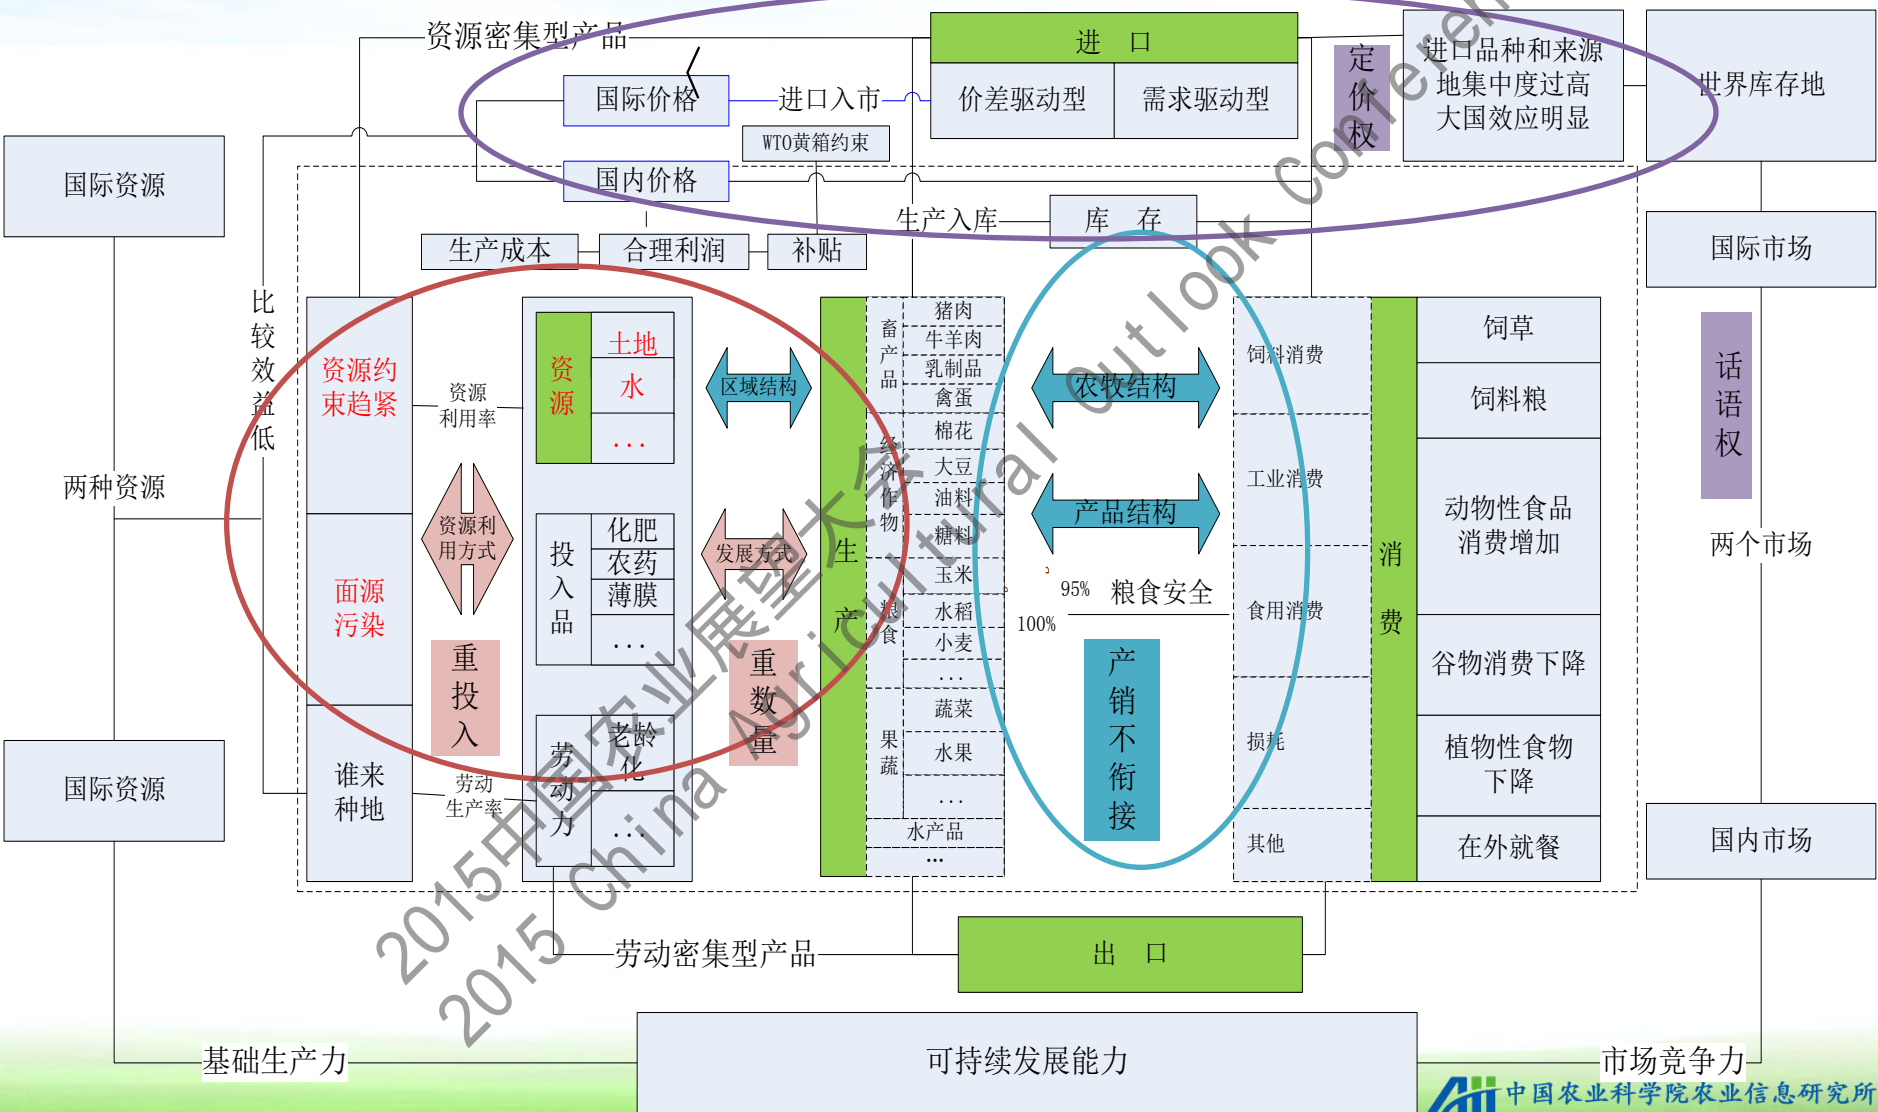 资源密集型产品
进 口
价差驱动型
需求驱动型
国际价格
进口入市
WTO黄箱约束
国内价格
定价权
进口品种和来源
地集中度过高
大国效应明显
世界库存地
国际资源
生产入库
库 存
国际市场
生产成本
合理利润
补贴
比较效益低
资源约
束趋紧
资源
利用率
资源
土地
水
...
区域结构
畜产品
猪肉
牛羊肉
乳制品
禽蛋
农牧结构
饲料消费
饲草
饲料粮
话语权
两种资源
资源利
用方式
投入品
化肥
农药
薄膜
...
发展方式
生产
经济作物
棉花
大豆
油料
糖料
产品结构
工业消费
消费
动物性食品
消费增加
两个市场
面源
污染
粮食
玉米
水稻
小麦
...
95%
100%
粮食安全
食用消费
谷物消费下降
重投入
重数量
产销不衔接
国际资源
谁来
种地
劳动
生产率
劳动力
老龄化
...
果蔬
蔬菜
水果
...
水产品
...
损耗
其他
植物性食物
下降
在外就餐
国内市场
劳动密集型产品
出 口
基础生产力
可持续发展能力
市场竞争力
中国农业科学院农业信息研究所
2015中国农业展望大会
2015 China Agricultural Outlook Conferen